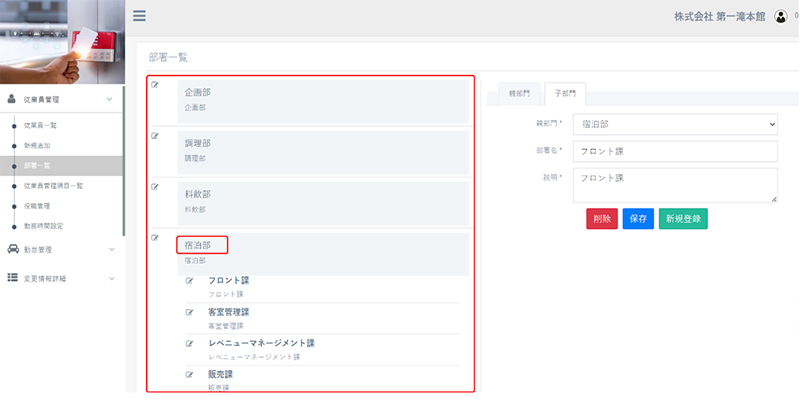 株式会社 第一滝本館
従業員管理
従業員一覧
新規追加
部署一覧
従業員管理項目一覧
役職管理
勤務時間設定
勤怠管理
変更情報詳細
部署一覧
企画部
企画部
調理部
調理部
料飲部
料飲部
宿泊部
宿泊部
フロント課
フロント課
客室管理課
客室管理課
レベニューマネージメント課
レベニューマネージメント課
販売課
販売課
親部門 子部門
親部門 * 宿泊部
部署名 * フロント課
説明 * フロント課
削除 保存 新規登録